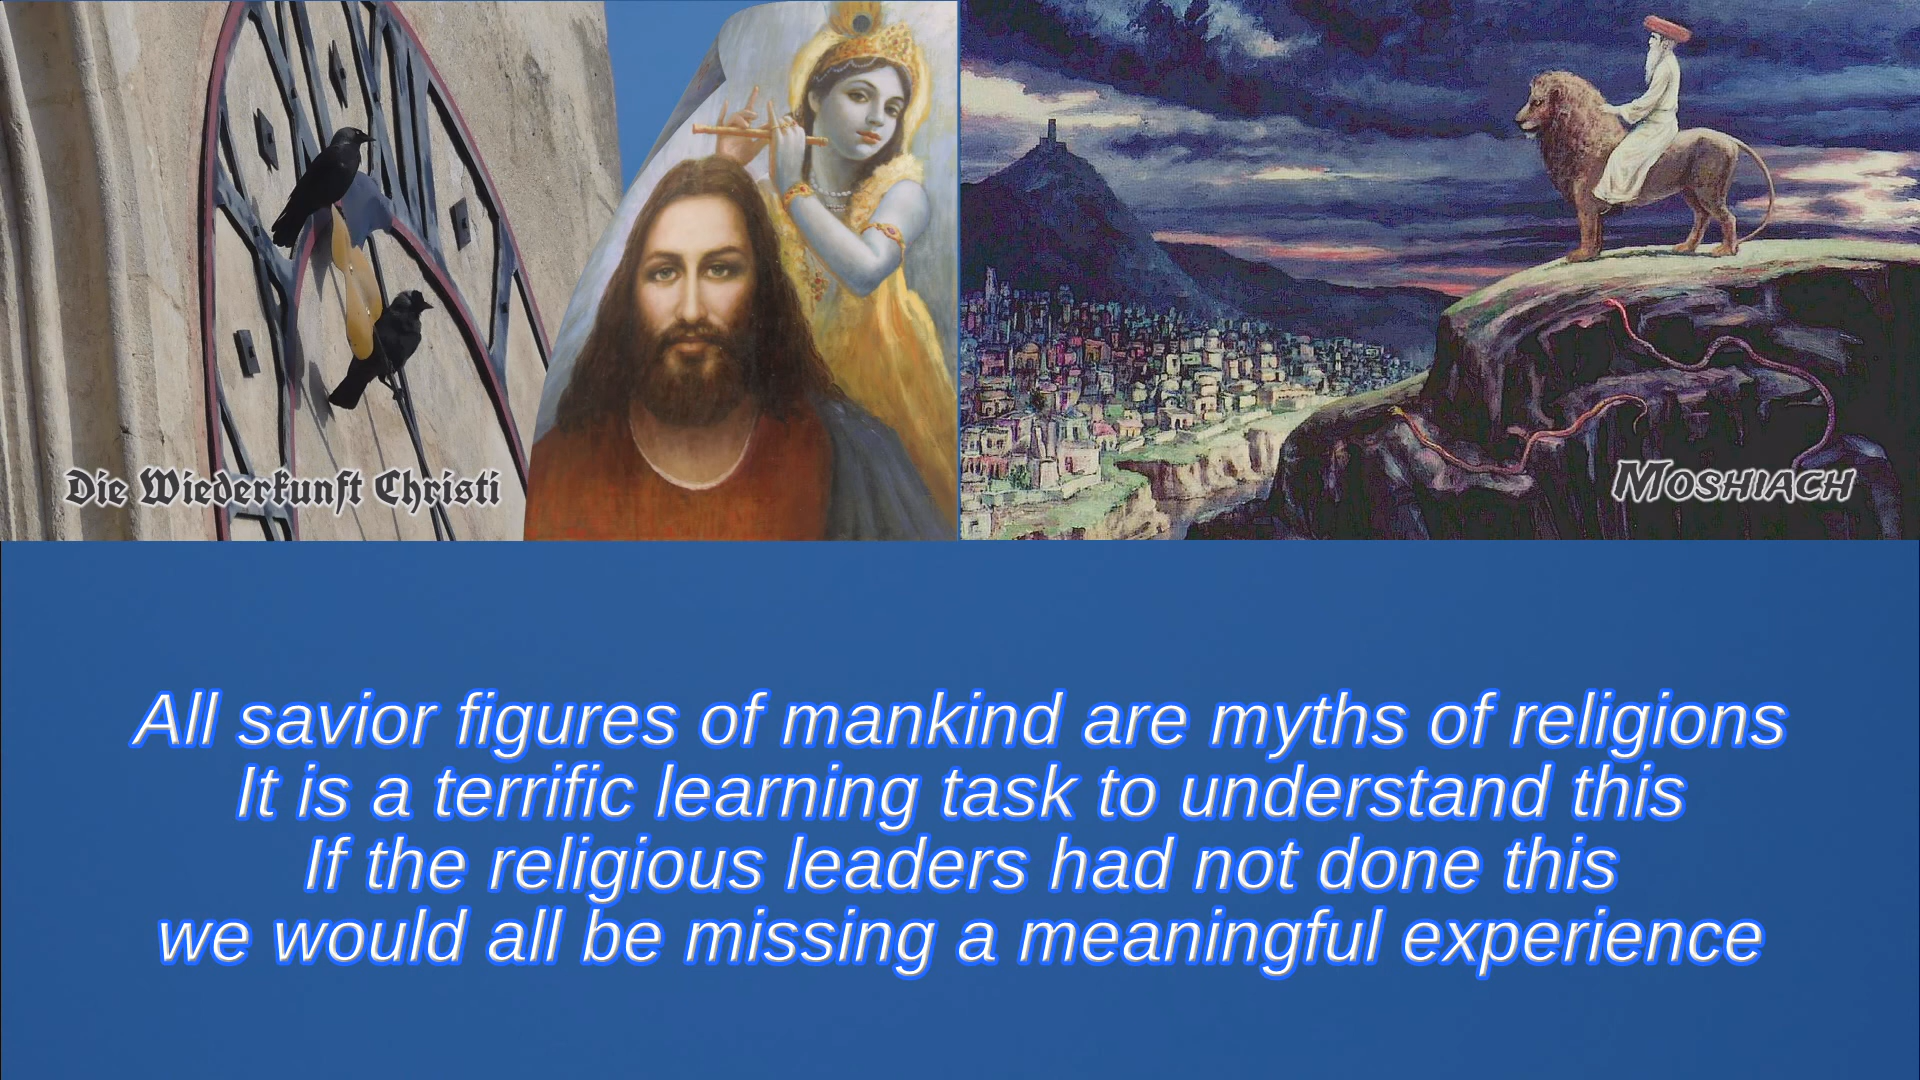 Die Wiederkunft Christi
Moshiach
All savior figures of mankind are myths of religions
It is a terrific learning task to understand this
If the religious leaders had not done this
we would all be missing a meaningful experience